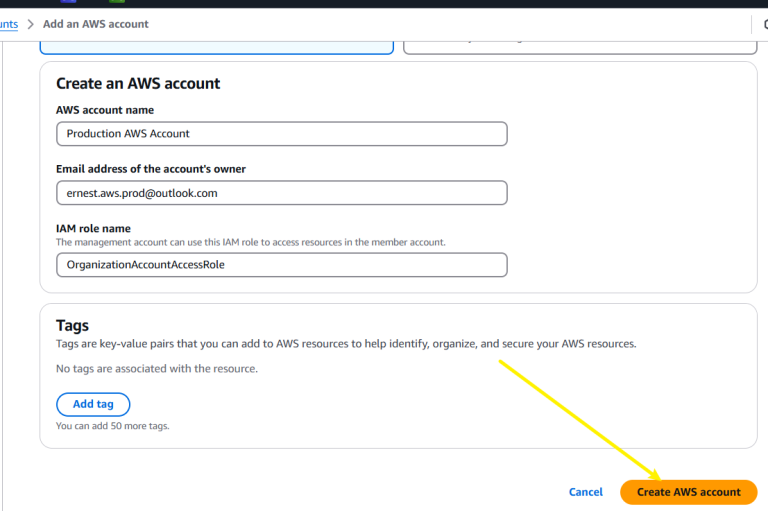 unts > Add an AWS account
Create an AWS account
AWS account name
Production AWS Account
Email address of the account's owner
ernest.aws.prod@outlook.com
IAM role name
The management account can use this IAM role to access resources in the member account.
OrganizationAccountAccessRole
Tags
Tags are key-value pairs that you can add to AWS resources to help identify, organize, and secure your AWS resources.
No tags are associated with the resource.
Add tag
You can add 50 more tags.
Cancel
Create AWS account